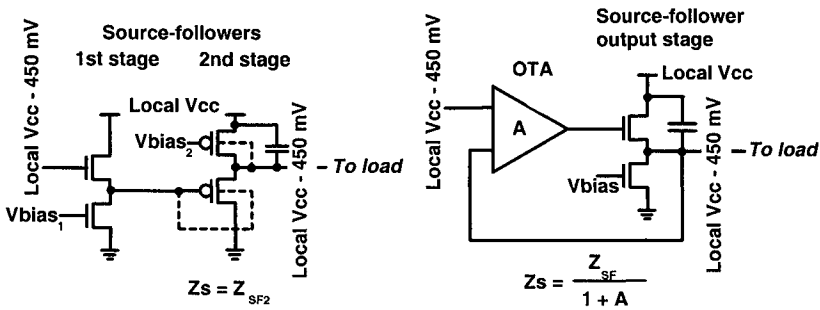 Source-followers
1st stage 2nd stage
Local Vcc - 450 mV
Local Vcc
Vbias2
Vbias1
Local Vcc - 450 mV
– To load
Zs = Z SF2
Source-follower
output stage
Local Vcc - 450 mV
OTA
A
Local Vcc
Vbias
Local Vcc - 450 mV
– To load
Zs = Z SF
1 + A